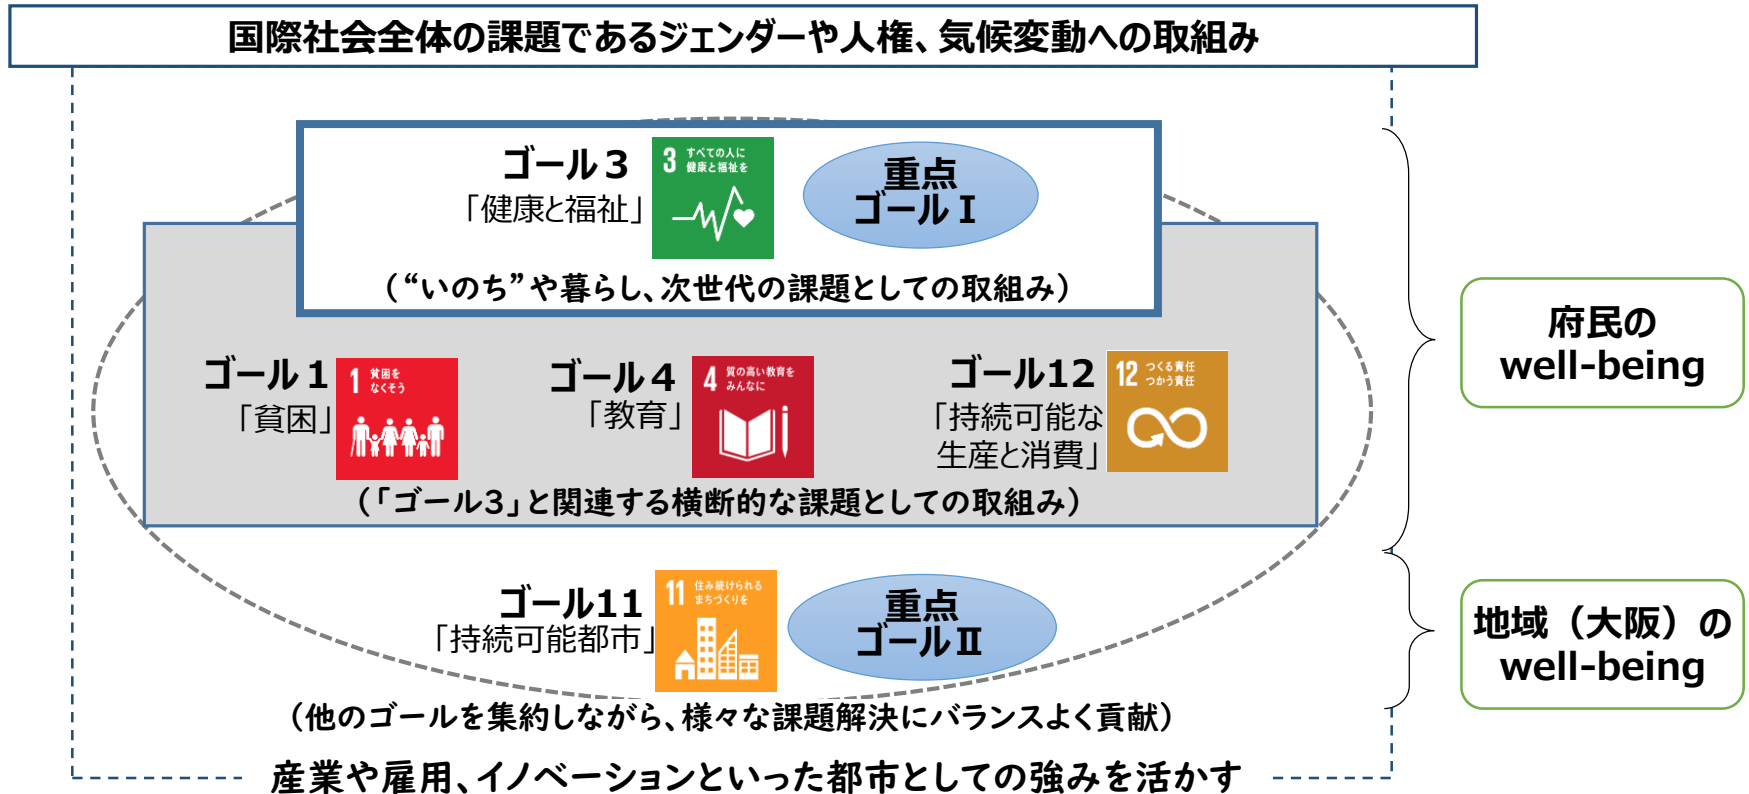 国際社会全体の課題であるジェンダーや人権、気候変動への取組み
ゴール３
「健康と福祉」
3 すべての人に
健康と福祉を
重点
ゴールⅠ
（“いのち”や暮らし、次世代の課題としての取組み）
ゴール１
「貧困」
1 貧困を
なくそう
ゴール４
「教育」
4 質の高い教育を
みんなに
ゴール12
「持続可能な
生産と消費」
12 つくる責任
つかう責任
（「ゴール３」と関連する横断的な課題としての取組み）
府民の
well-being
ゴール11
「持続可能都市」
11 住み続けられる
まちづくりを
重点
ゴールⅡ
地域（大阪）の
well-being
（他のゴールを集約しながら、様々な課題解決にバランスよく貢献）
産業や雇用、イノベーションといった都市としての強みを活かす